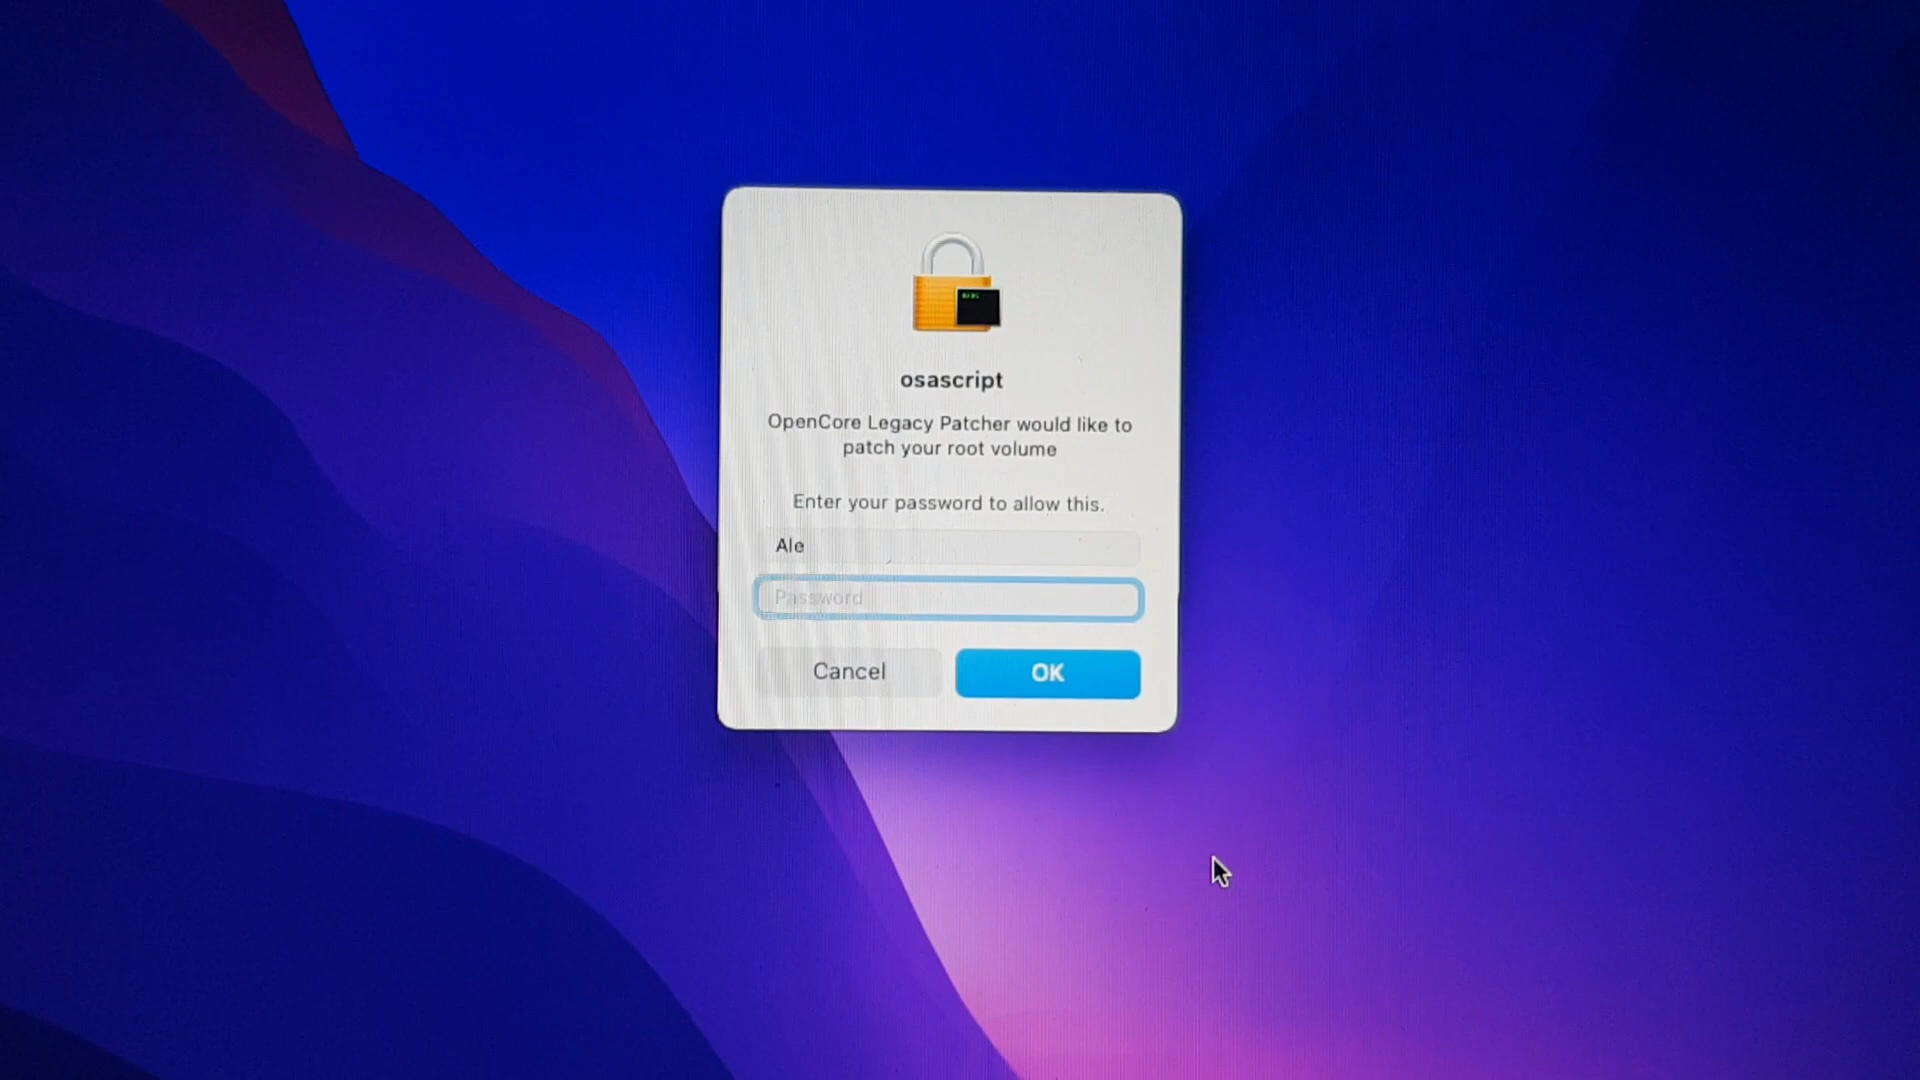 osascript
OpenCore Legacy Patcher would like to
patch your root volume
Enter your password to allow this.
Ale
Password
Cancel
OK